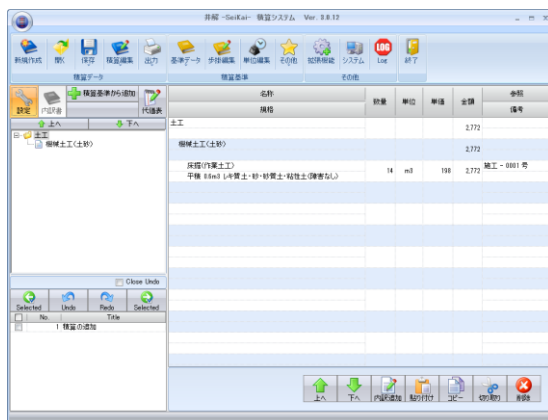 井解 -SeiKai- 積算システム Ver. 0.8.12
新規作成 開く 保存 積算編集 出力 基準データ 歩掛編集 単位編集 その他 拡張機能 システム Log 終了
積算データ 積算基準 その他
設定 内訳書 積算基準から追加 代価表
上へ 下へ
土工
機械土工(土砂)
名称 数量 単位 単価 金額 参照
規格 備考
土工 2,772
機械土工(土砂) 2,772
床掘(作業土工) 14 m3 198 2,772 施工 - 0001 号
平積 0.6m3 レキ質土・砂・砂質土・粘性土(障害なし)
Close Undo
Selected Undo Redo Selected
No. Title
1 積算の追加
上へ 下へ 内訳追加 貼り付け コピー 切り取り 削除